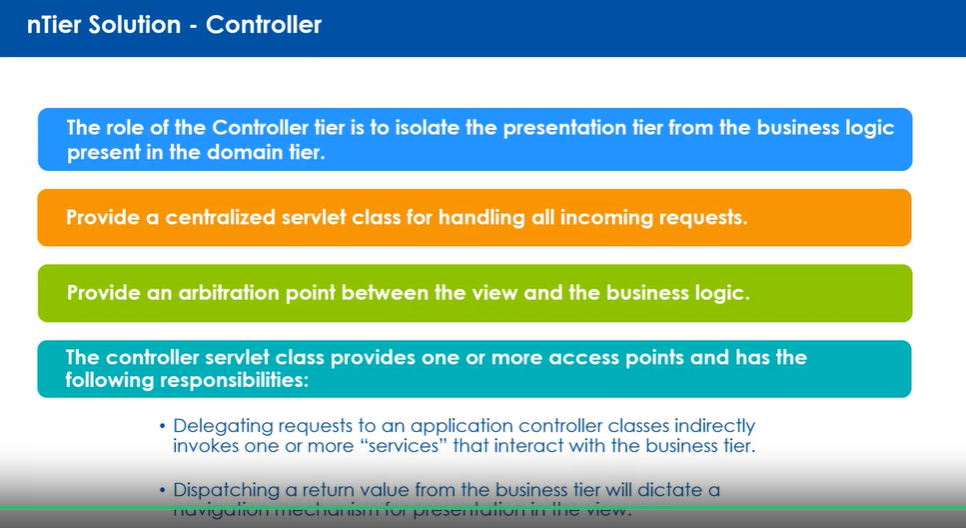 nTier Solution - Controller
The role of the Controller tier is to isolate the presentation tier from the business logic
present in the domain tier.
Provide a centralized servlet class for handling all incoming requests.
Provide an arbitration point between the view and the business logic.
The controller servlet class provides one or more access points and has the
following responsibilities:
• Delegating requests to an application controller classes indirectly
invokes one or more “services” that interact with the business tier.
• Dispatching a return value from the business tier will dictate a
navigation mechanism for presentation in the view.